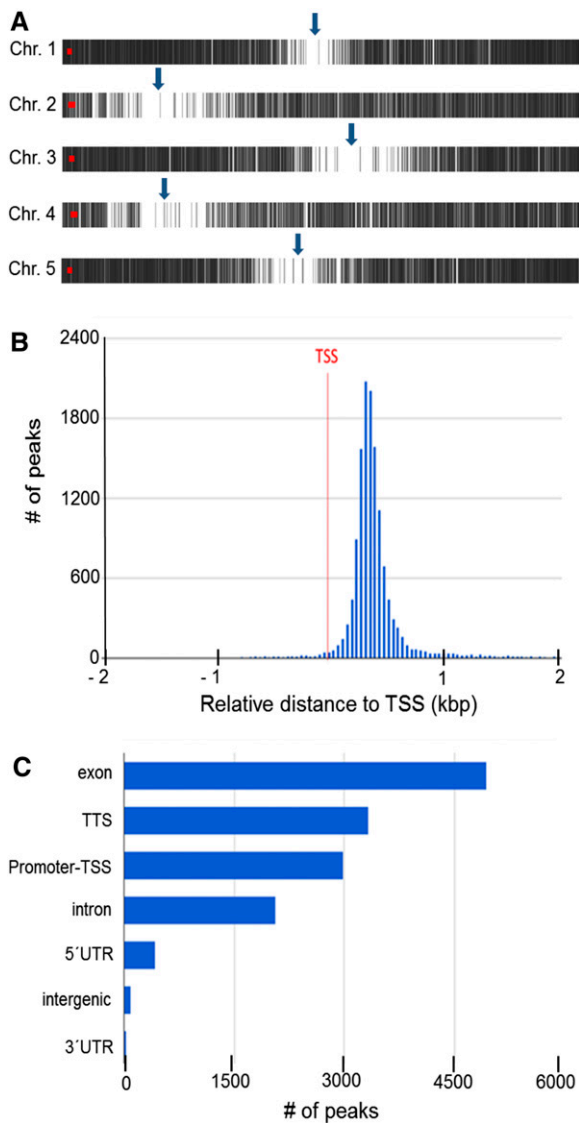 A
Chr. 1
Chr. 2
Chr. 3
Chr. 4
Chr. 5
B
2400
TSS
1800
1200
600
0
# of peaks
- 2
- 1
1
2
Relative distance to TSS (kbp)
C
exon
TTS
Promoter-TSS
intron
5´UTR
intergenic
3´UTR
0
1500
3000
4500
6000
# of peaks